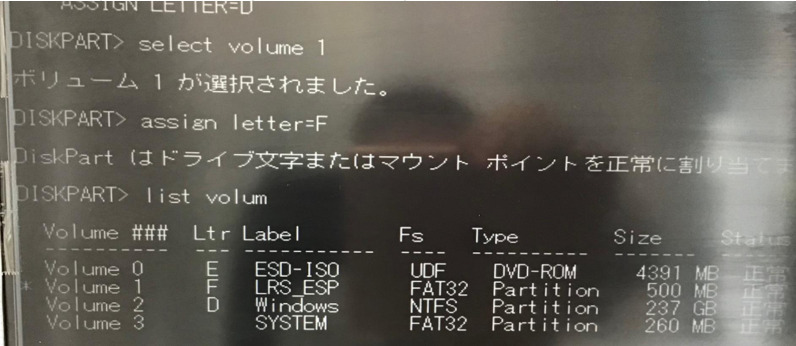 ASSIGN LETTER=D
DISKPART> select volume 1
ボリューム 1 が選択されました。
DISKPART> assign letter=F
DiskPart はドライブ文字またはマウント ポイントを正常に割り当てま
DISKPART> list volum
Volume ### Ltr Label Fs Type Size Status
---------- --- ----------- ----- ---------- ------- ------
Volume 0 E ESD-ISO UDF DVD-ROM 4391 MB 正常
* Volume 1 F LRS_ESP FAT32 Partition 500 MB 正常
Volume 2 D Windows NTFS Partition 237 GB 正常
Volume 3 SYSTEM FAT32 Partition 260 MB 正常